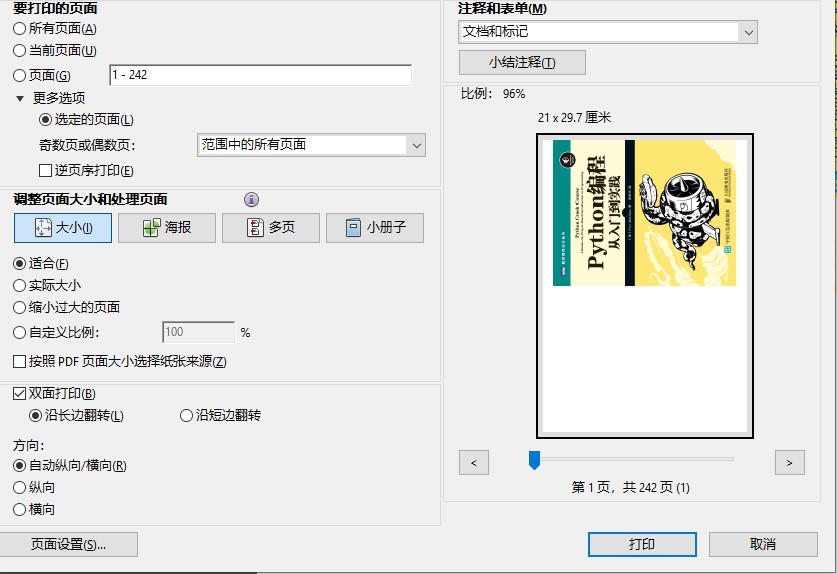 要打印的页面
所有页面(A)
当前页面(U)
页面(G)
1 - 242
更多选项
选定的页面(L)
奇数页或偶数页:
范围中的所有页面
逆页序打印(E)
调整页面大小和处理页面
大小(I)
海报
多页
小册子
适合(F)
实际大小
缩小过大的页面
自定义比例:
100
%
按照 PDF 页面大小选择纸张来源(Z)
双面打印(B)
沿长边翻转(L)
沿短边翻转
方向:
自动纵向/横向(R)
纵向
横向
页面设置(S)...
注释和表单(M)
文档和标记
小结注释(T)
比例: 96%
21 x 29.7 厘米
Python Crash Course
Python编程
从入门到实践
<
>
第 1 页，共 242 页 (1)
打印
取消